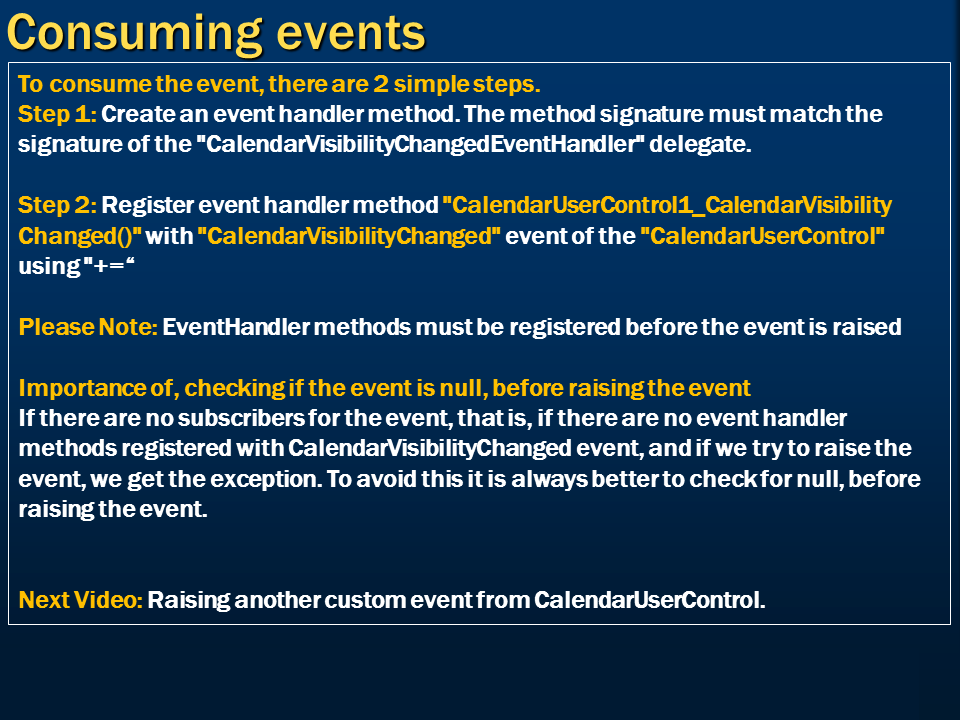 Consuming events
To consume the event, there are 2 simple steps.
Step 1: Create an event handler method. The method signature must match the
signature of the "CalendarVisibilityChangedEventHandler" delegate.
Step 2: Register event handler method "CalendarUserControl1_CalendarVisibility
Changed()" with "CalendarVisibilityChanged" event of the "CalendarUserControl"
using "+=“
Please Note: EventHandler methods must be registered before the event is raised
Importance of, checking if the event is null, before raising the event
If there are no subscribers for the event, that is, if there are no event handler
methods registered with CalendarVisibilityChanged event, and if we try to raise the
event, we get the exception. To avoid this it is always better to check for null, before
raising the event.
Next Video: Raising another custom event from CalendarUserControl.